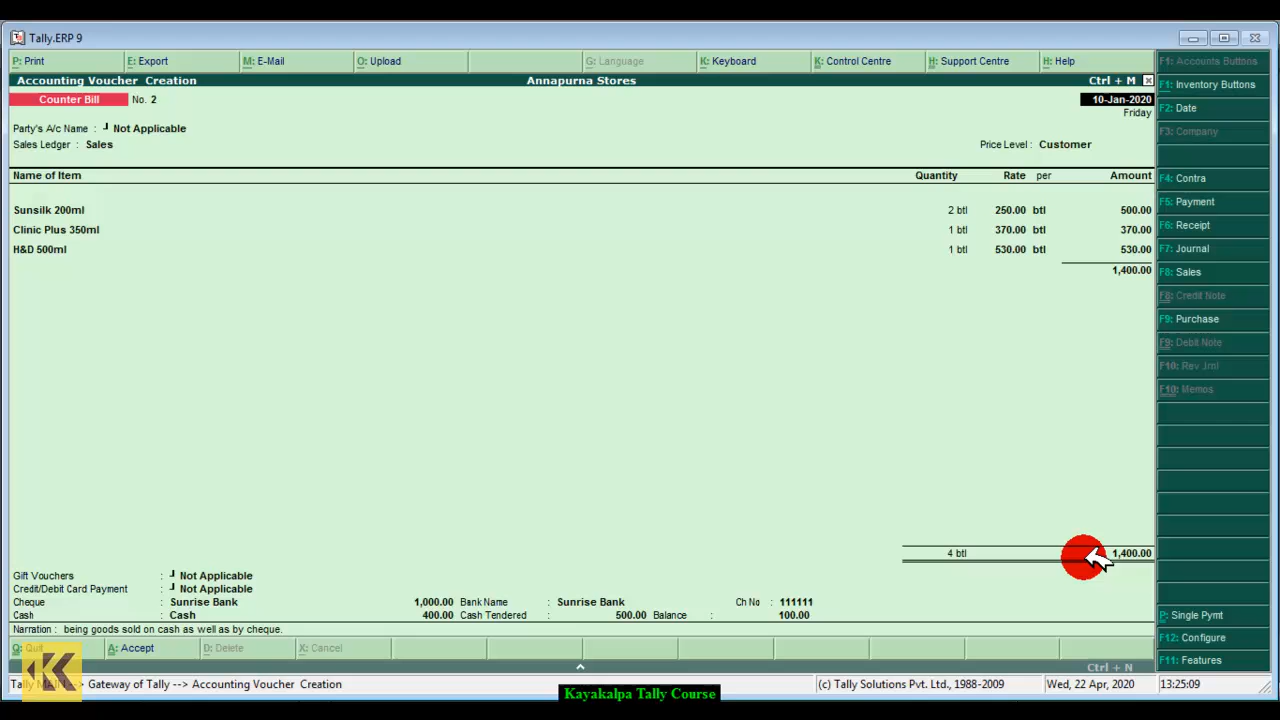 Tally.ERP 9
P: Print E: Export M: E-Mail O: Upload G: Language K: Keyboard K: Control Centre H: Support Centre H: Help
Accounting Voucher Creation Annapurna Stores Ctrl + M
Counter Bill No. 2 10-Jan-2020
Friday
Party's A/c Name : Not Applicable
Sales Ledger : Sales Price Level : Customer
Name of Item Quantity Rate per Amount
Sunsilk 200ml 2 btl 250.00 btl 500.00
Clinic Plus 350ml 1 btl 370.00 btl 370.00
H&D 500ml 1 btl 530.00 btl 530.00
1,400.00
4 btl 1,400.00
Gift Vouchers : Not Applicable
Credit/Debit Card Payment : Not Applicable
Cheque : Sunrise Bank 1,000.00 Bank Name : Sunrise Bank Ch No : 111111
Cash : Cash 400.00 Cash Tendered : 500.00 Balance : 100.00
Narration : being goods sold on cash as well as by cheque.
Q: Quit A: Accept D: Delete X: Cancel
Ctrl + N
Tally MAIN --> Gateway of Tally --> Accounting Voucher Creation (c) Tally Solutions Pvt. Ltd., 1988-2009 Wed, 22 Apr, 2020 13:25:09
Kayakalpa Tally Course
F1: Accounts Buttons
F1: Inventory Buttons
F2: Date
F3: Company
F4: Contra
F5: Payment
F6: Receipt
F7: Journal
F8: Sales
F8: Credit Note
F9: Purchase
F9: Debit Note
F10: Rev Jrnl
F10: Memos
P: Single Pymt
F12: Configure
F11: Features
KK